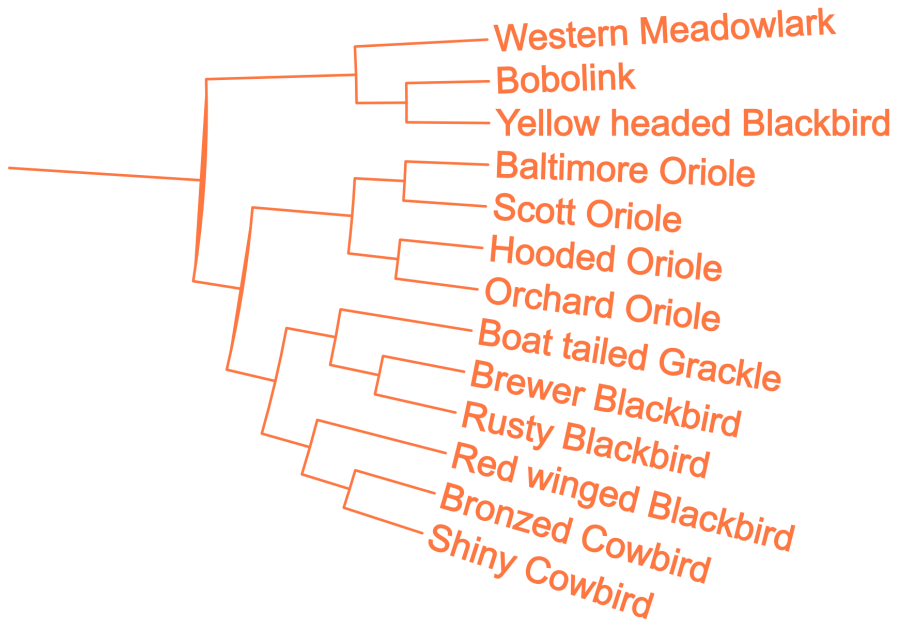 Western Meadowlark
Bobolink
Yellow headed Blackbird
Baltimore Oriole
Scott Oriole
Hooded Oriole
Orchard Oriole
Boat tailed Grackle
Brewer Blackbird
Rusty Blackbird
Red winged Blackbird
Bronzed Cowbird
Shiny Cowbird